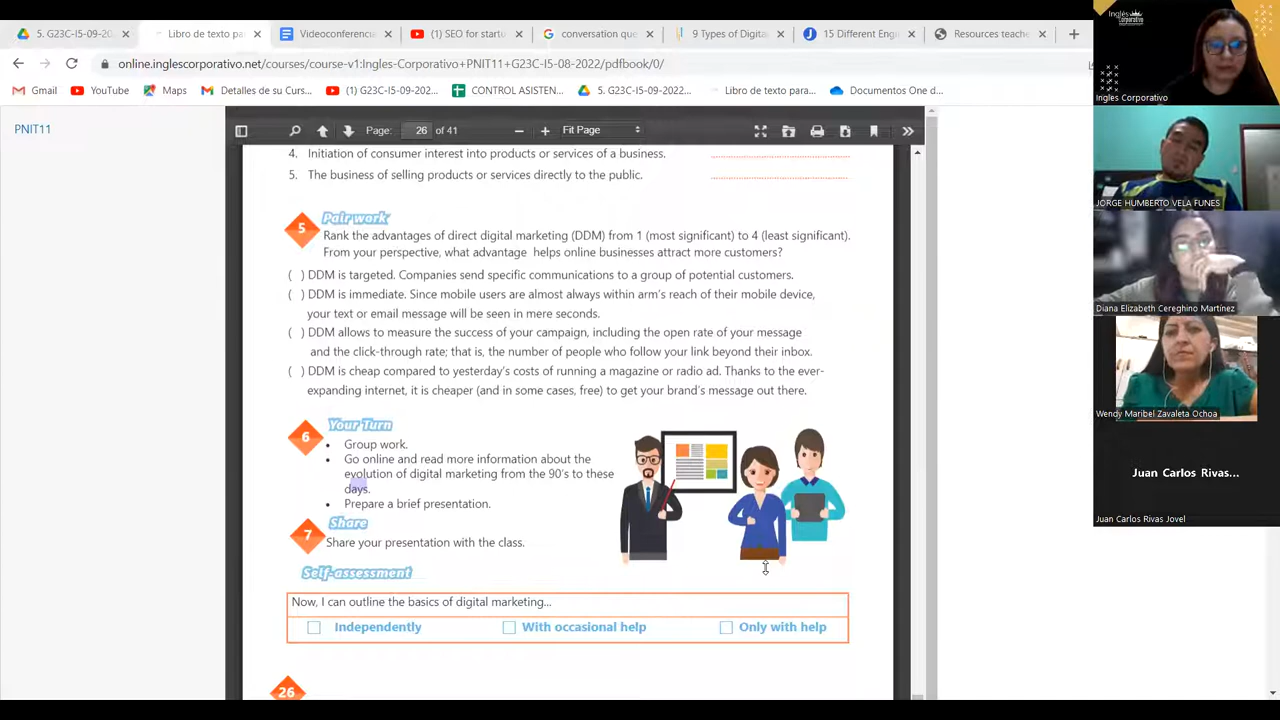 5. G23C-I5-09-20
Libro de texto par
Videoconferencia
(1) SEO for startu
conversation que
9 Types of Digita
15 Different Eng
Resources teache
online.inglescorporativo.net/courses/course-v1:Ingles-Corporativo+PNIT11+G23C-I5-08-2022/pdfbook/0/
Gmail
YouTube
Maps
Detalles de su Curs...
(1) G23C-I5-09-202...
CONTROL ASISTEN...
5. G23C-I5-09-2022...
Libro de texto para...
Documentos One d...
PNIT11
Page: 26 of 41
Fit Page
4. Initiation of consumer interest into products or services of a business.
5. The business of selling products or services directly to the public.
5 Pair work
Rank the advantages of direct digital marketing (DDM) from 1 (most significant) to 4 (least significant).
From your perspective, what advantage helps online businesses attract more customers?
( ) DDM is targeted. Companies send specific communications to a group of potential customers.
( ) DDM is immediate. Since mobile users are almost always within arm's reach of their mobile device,
your text or email message will be seen in mere seconds.
( ) DDM allows to measure the success of your campaign, including the open rate of your message
and the click-through rate; that is, the number of people who follow your link beyond their inbox.
( ) DDM is cheap compared to yesterday's costs of running a magazine or radio ad. Thanks to the ever-
expanding internet, it is cheaper (and in some cases, free) to get your brand's message out there.
6 Your Turn
• Group work.
• Go online and read more information about the
evolution of digital marketing from the 90's to these
days.
• Prepare a brief presentation.
7 Share
Share your presentation with the class.
Self-assessment
Now, I can outline the basics of digital marketing...
Independently
With occasional help
Only with help
26
Inglés
Corporativo
Ingles Corporativo
JORGE HUMBERTO VELA FUNES
Diana Elizabeth Cereghino Martínez
Wendy Maribel Zavaleta Ochoa
Juan Carlos Rivas...
Juan Carlos Rivas Jovel